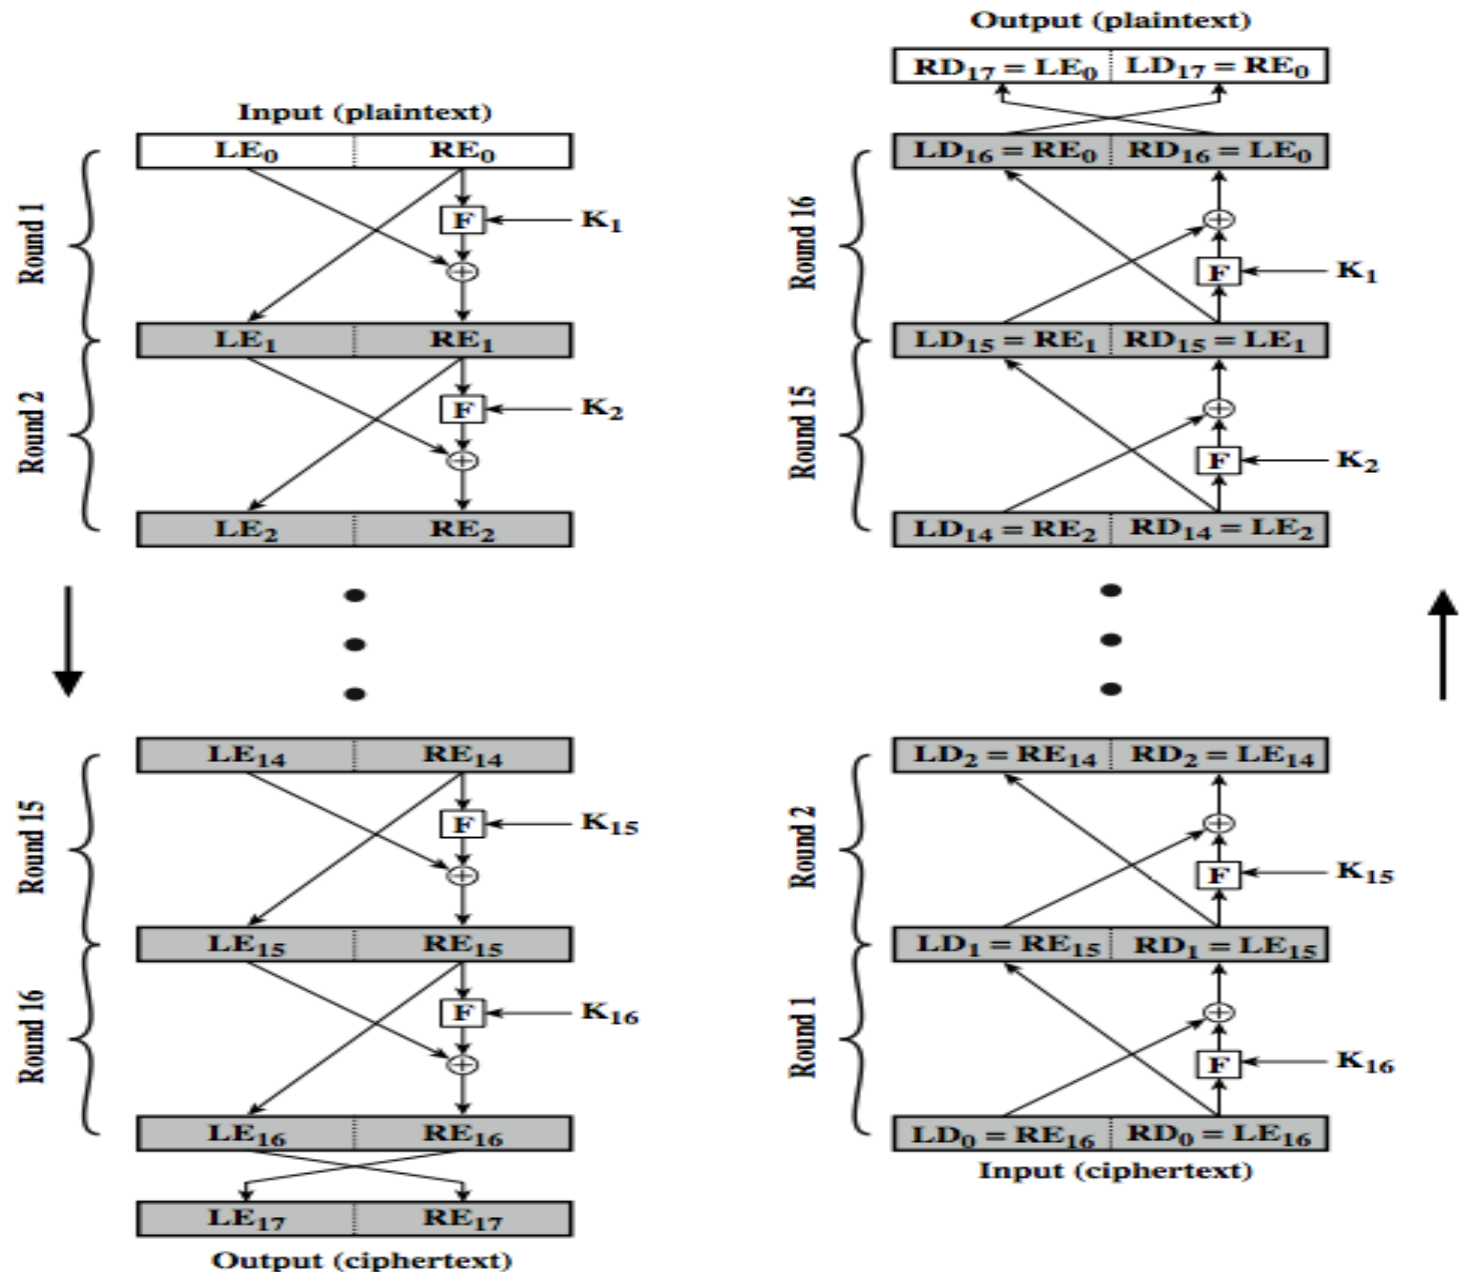 Input (plaintext)
LE₀ RE₀
Round 1
F
K₁
LE₁ RE₁
Round 2
F
K₂
LE₂ RE₂
LE₁₄ RE₁₄
Round 15
F
K₁₅
LE₁₅ RE₁₅
Round 16
F
K₁₆
LE₁₆ RE₁₆
LE₁₇ RE₁₇
Output (ciphertext)
Output (plaintext)
RD₁₇ = LE₀ LD₁₇ = RE₀
LD₁₆ = RE₀ RD₁₆ = LE₀
Round 16
F
K₁
LD₁₅ = RE₁ RD₁₅ = LE₁
Round 15
F
K₂
LD₁₄ = RE₂ RD₁₄ = LE₂
LD₂ = RE₁₄ RD₂ = LE₁₄
Round 2
F
K₁₅
LD₁ = RE₁₅ RD₁ = LE₁₅
Round 1
F
K₁₆
LD₀ = RE₁₆ RD₀ = LE₁₆
Input (ciphertext)